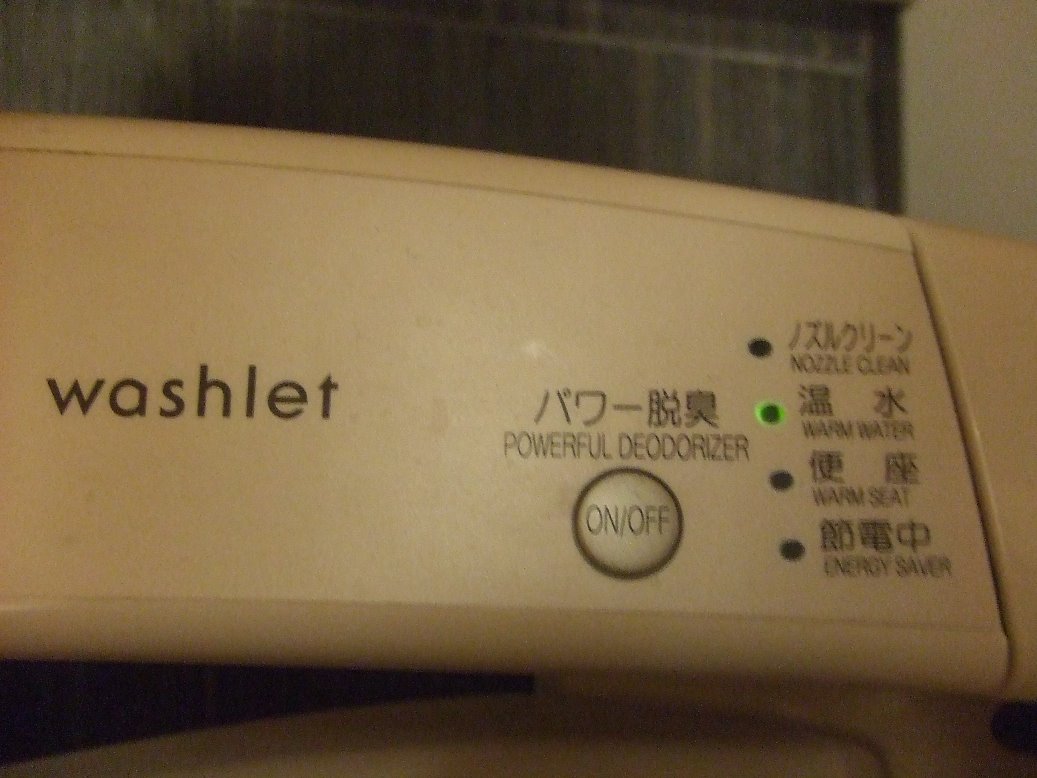 washlet
パワー脱臭
POWERFUL DEODORIZER
ON/OFF
ノズルクリーン
NOZZLE CLEAN
温 水
WARM WATER
便 座
WARM SEAT
節電中
ENERGY SAVER